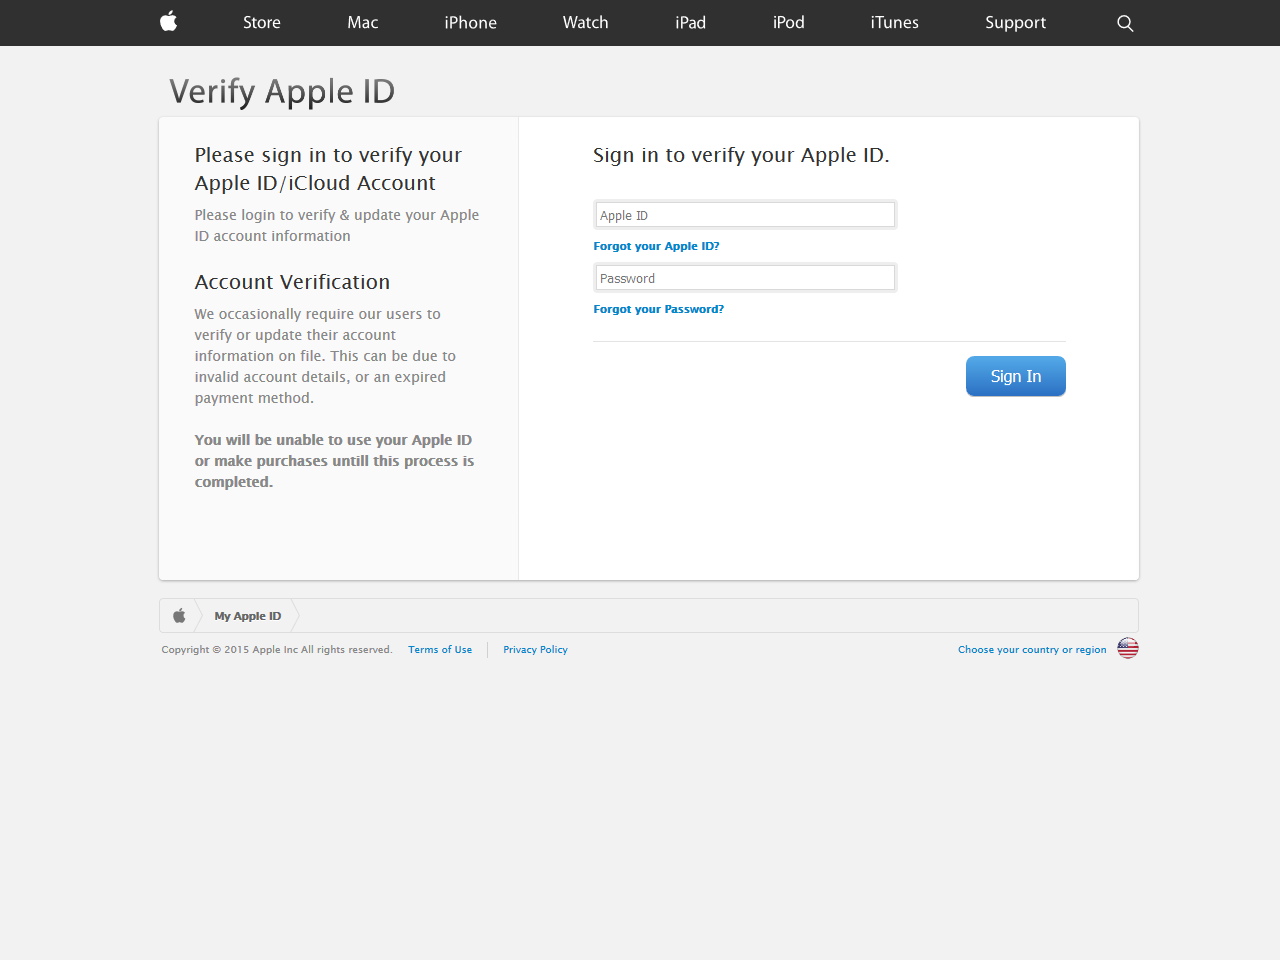 Store Mac iPhone Watch iPad iPod iTunes Support
Verify Apple ID
Please sign in to verify your
Apple ID/iCloud Account
Please login to verify & update your Apple
ID account information
Account Verification
We occasionally require our users to
verify or update their account
information on file. This can be due to
invalid account details, or an expired
payment method.
You will be unable to use your Apple ID
or make purchases untill this process is
completed.
Sign in to verify your Apple ID.
Apple ID
Forgot your Apple ID?
Password
Forgot your Password?
Sign In
My Apple ID
Copyright © 2015 Apple Inc All rights reserved. Terms of Use Privacy Policy Choose your country or region